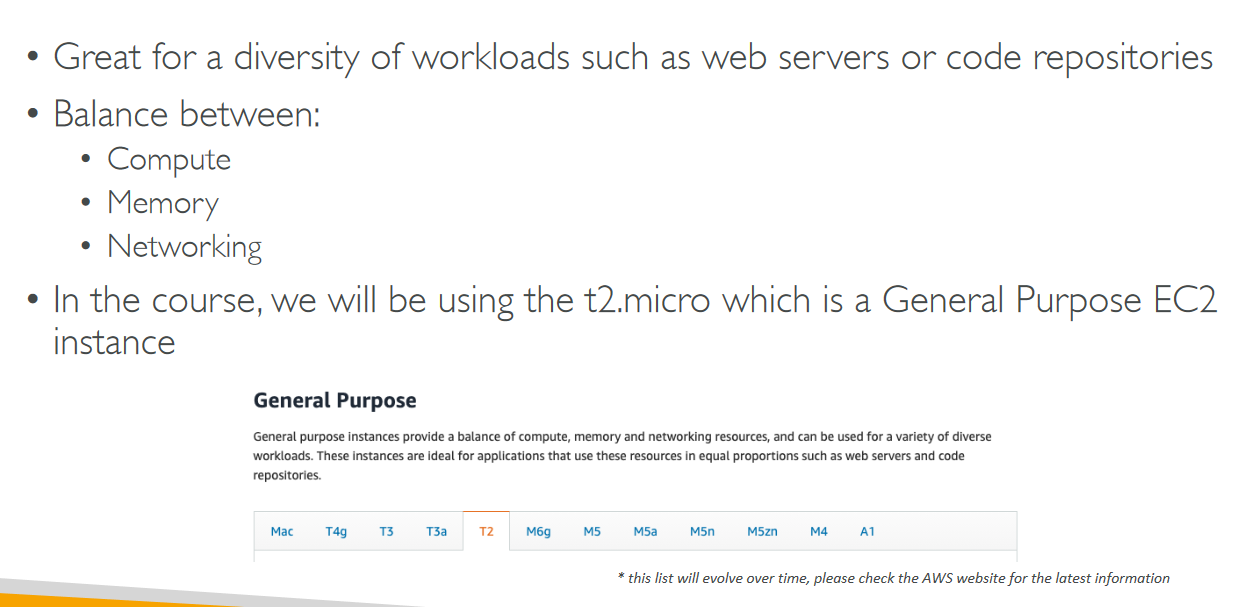 • Great for a diversity of workloads such as web servers or code repositories
• Balance between:
• Compute
• Memory
• Networking
• In the course, we will be using the t2.micro which is a General Purpose EC2
instance
General Purpose
General purpose instances provide a balance of compute, memory and networking resources, and can be used for a variety of diverse
workloads. These instances are ideal for applications that use these resources in equal proportions such as web servers and code
repositories.
Mac T4g T3 T3a T2 M6g M5 M5a M5n M5zn M4 A1
* this list will evolve over time, please check the AWS website for the latest information